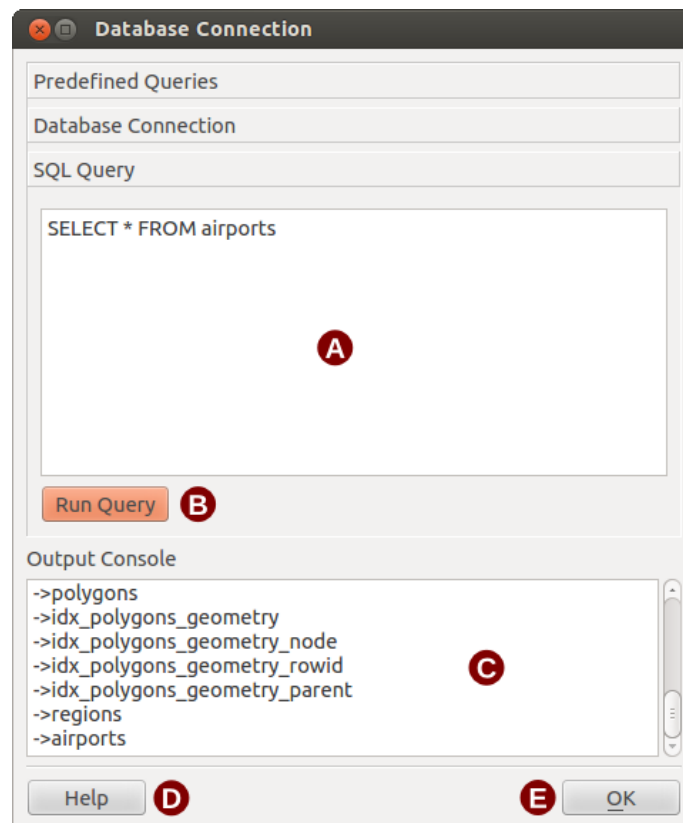 Database Connection
Predefined Queries
Database Connection
SQL Query
SELECT * FROM airports
A
Run Query B
Output Console
->polygons
->idx_polygons_geometry
->idx_polygons_geometry_node
->idx_polygons_geometry_rowid
->idx_polygons_geometry_parent
->regions
->airports
C
Help D E OK